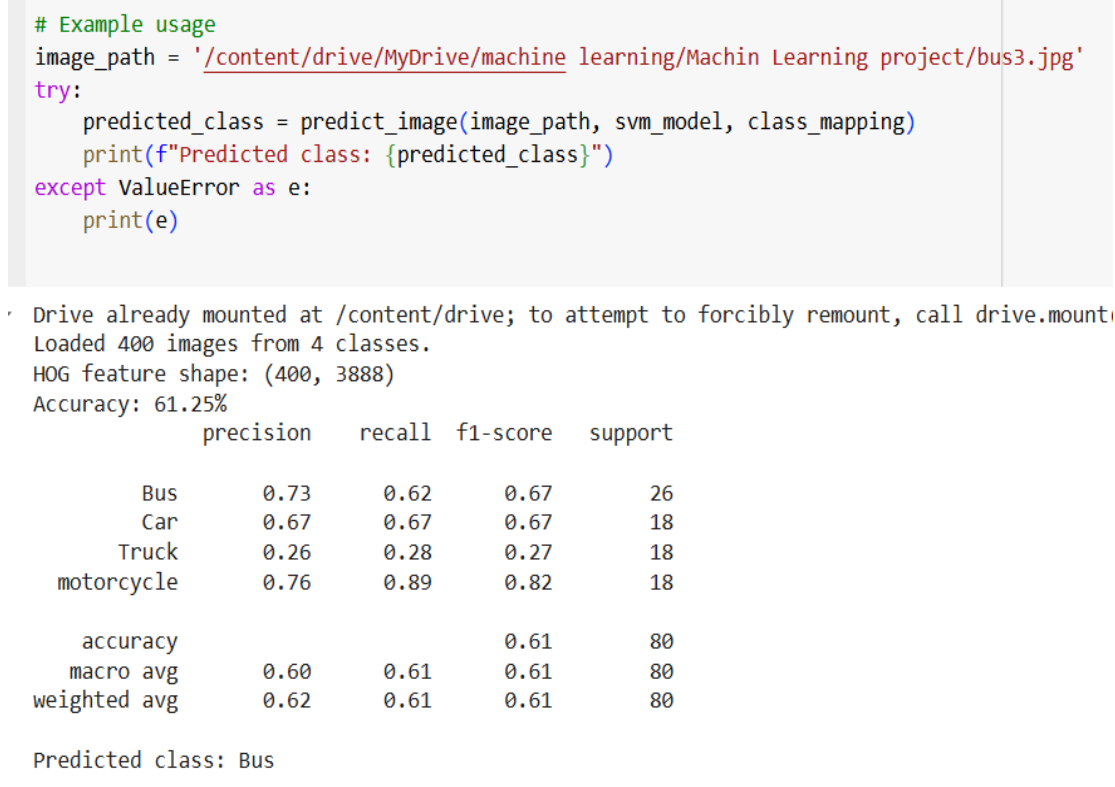 # Example usage
image_path = '/content/drive/MyDrive/machine learning/Machin Learning project/bus3.jpg'
try:
    predicted_class = predict_image(image_path, svm_model, class_mapping)
    print(f"Predicted class: {predicted_class}")
except ValueError as e:
    print(e)
Drive already mounted at /content/drive; to attempt to forcibly remount, call drive.mount(
Loaded 400 images from 4 classes.
HOG feature shape: (400, 3888)
Accuracy: 61.25%
              precision    recall  f1-score   support
         Bus       0.73      0.62      0.67        26
         Car       0.67      0.67      0.67        18
       Truck       0.26      0.28      0.27        18
  motorcycle       0.76      0.89      0.82        18
    accuracy                           0.61        80
   macro avg       0.60      0.61      0.61        80
weighted avg       0.62      0.61      0.61        80
Predicted class: Bus